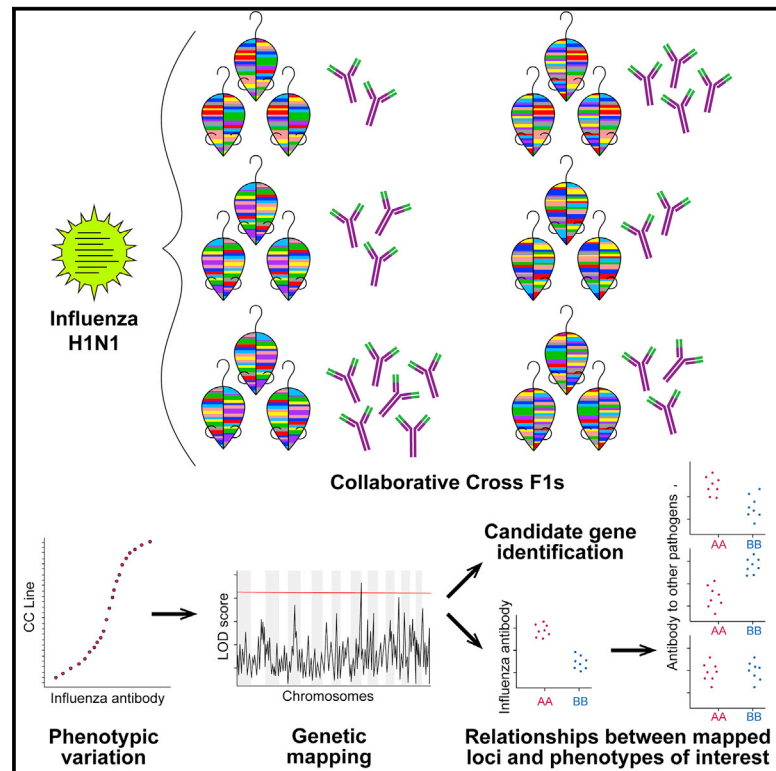 Influenza
H1N1
Collaborative Cross F1s
CC Line
Influenza antibody
Phenotypic
variation
LOD score
Chromosomes
Genetic
mapping
Candidate gene
identification
Influenza antibody
AA
BB
Antibody to other pathogens
AA
BB
AA
BB
AA
BB
Relationships between mapped
loci and phenotypes of interest